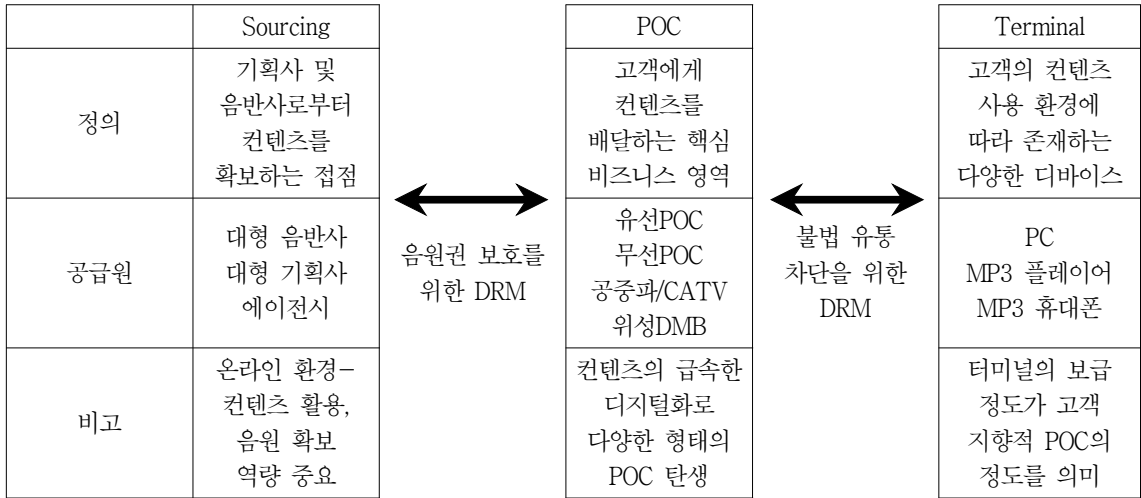 Sourcing
POC
Terminal
정의
기획사 및
음반사로부터
컨텐츠를
확보하는 접점
고객에게
컨텐츠를
배달하는 핵심
비즈니스 영역
고객의 컨텐츠
사용 환경에
따라 존재하는
다양한 디바이스
공급원
대형 음반사
대형 기획사
에이전시
음원권 보호를
위한 DRM
유선POC
무선POC
공중파/CATV
위성DMB
불법 유통
차단을 위한
DRM
PC
MP3 플레이어
MP3 휴대폰
비고
온라인 환경-
컨텐츠 활용,
음원 확보
역량 중요
컨텐츠의 급속한
디지털화로
다양한 형태의
POC 탄생
터미널의 보급
정도가 고객
지향적 POC의
정도를 의미